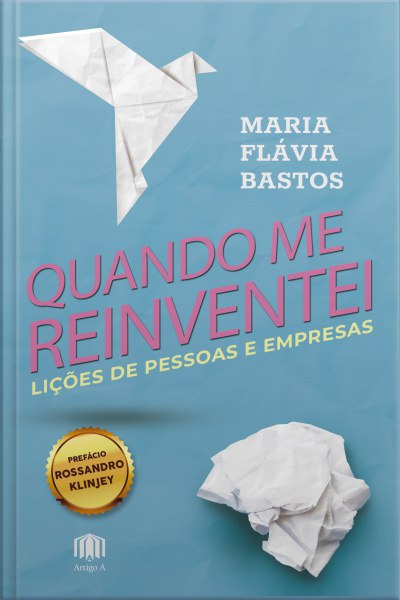 MARIA
FLÁVIA
BASTOS
QUANDO ME
REINVENTEI
LIÇÕES DE PESSOAS E EMPRESAS
PREFÁCIO
ROSSANDRO
KLINJEY
Artigo A